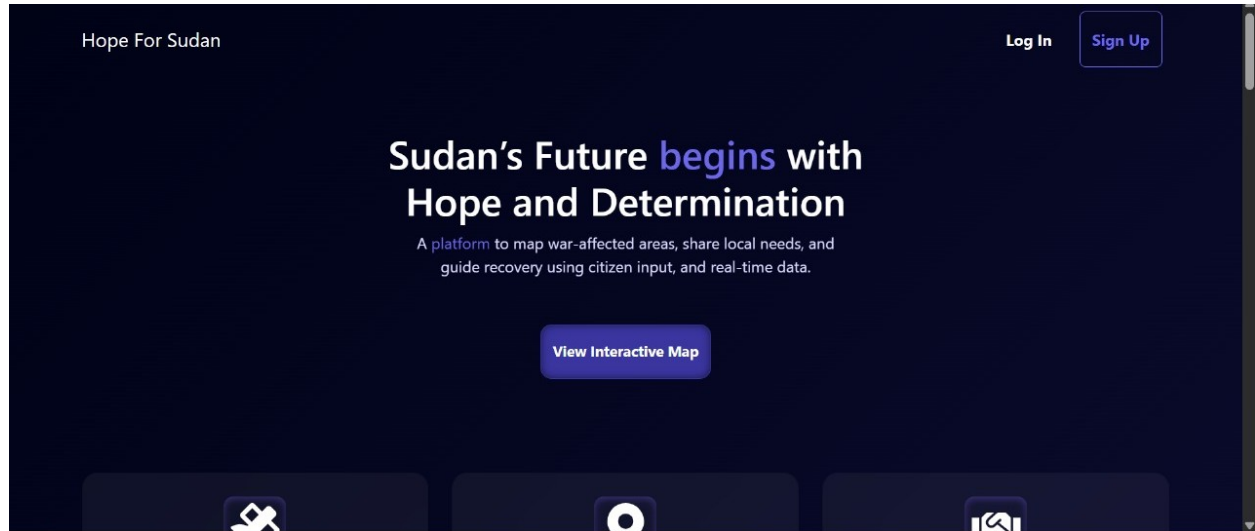 Hope For Sudan
Log In
Sign Up
Sudan’s Future begins with
Hope and Determination
A platform to map war-affected areas, share local needs, and
guide recovery using citizen input, and real-time data.
View Interactive Map